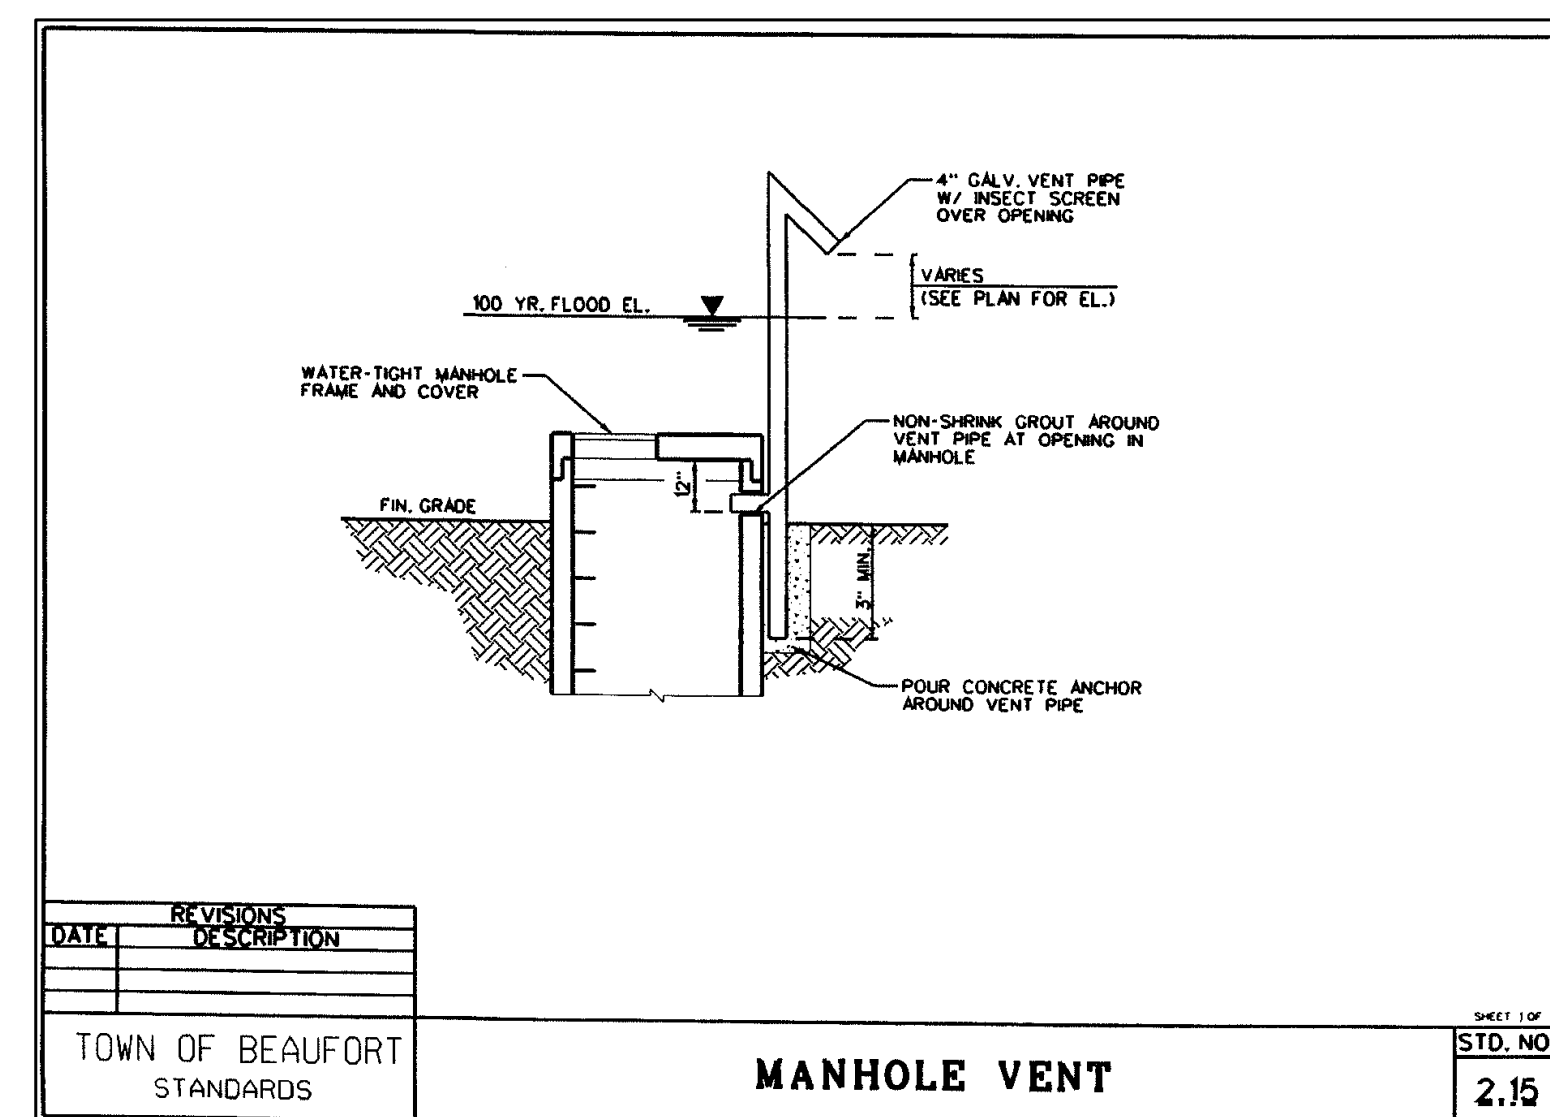 4" GALV. VENT PIPE
W/ INSECT SCREEN
OVER OPENING
VARIES
(SEE PLAN FOR EL.)
100 YR. FLOOD EL.
WATER-TIGHT MANHOLE
FRAME AND COVER
NON-SHRINK GROUT AROUND
VENT PIPE AT OPENING IN
MANHOLE
12"
FIN. GRADE
3" MIN.
POUR CONCRETE ANCHOR
AROUND VENT PIPE
REVISIONS
DATE DESCRIPTION
TOWN OF BEAUFORT
STANDARDS
MANHOLE VENT
SHEET 1 OF
STD. NO
2.15